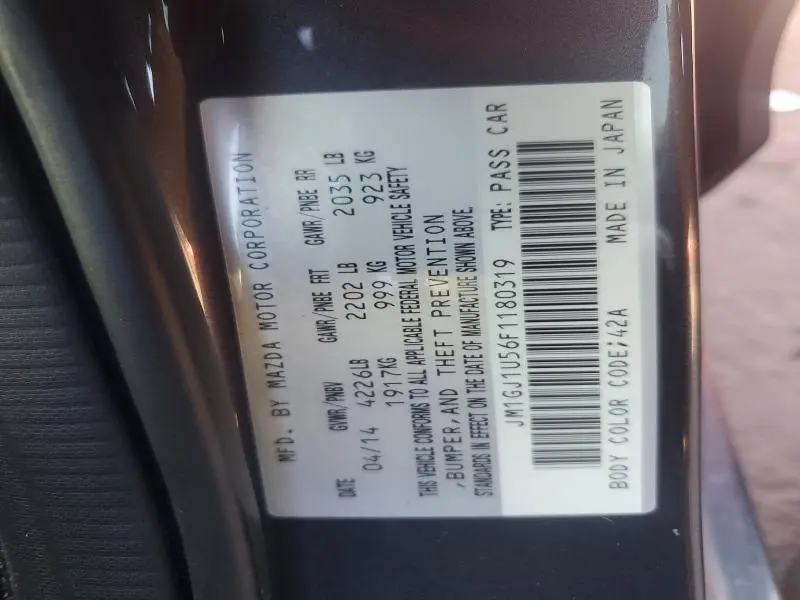 MFD. BY MAZDA MOTOR CORPORATION
DATE GVWR/PNBV GAWR/PNBE FRT GAWR/PNBE RR
04/14 4226LB 2202 LB 2035 LB
1917KG 999 KG 923 KG
THIS VEHICLE CONFORMS TO ALL APPLICABLE FEDERAL MOTOR VEHICLE SAFETY
,BUMPER,AND THEFT PREVENTION
STANDARDS IN EFFECT ON THE DATE OF MANUFACTURE SHOWN ABOVE.
JM1GJ1U56F1180319 TYPE: PASS CAR
BODY COLOR CODE;42A MADE IN JAPAN